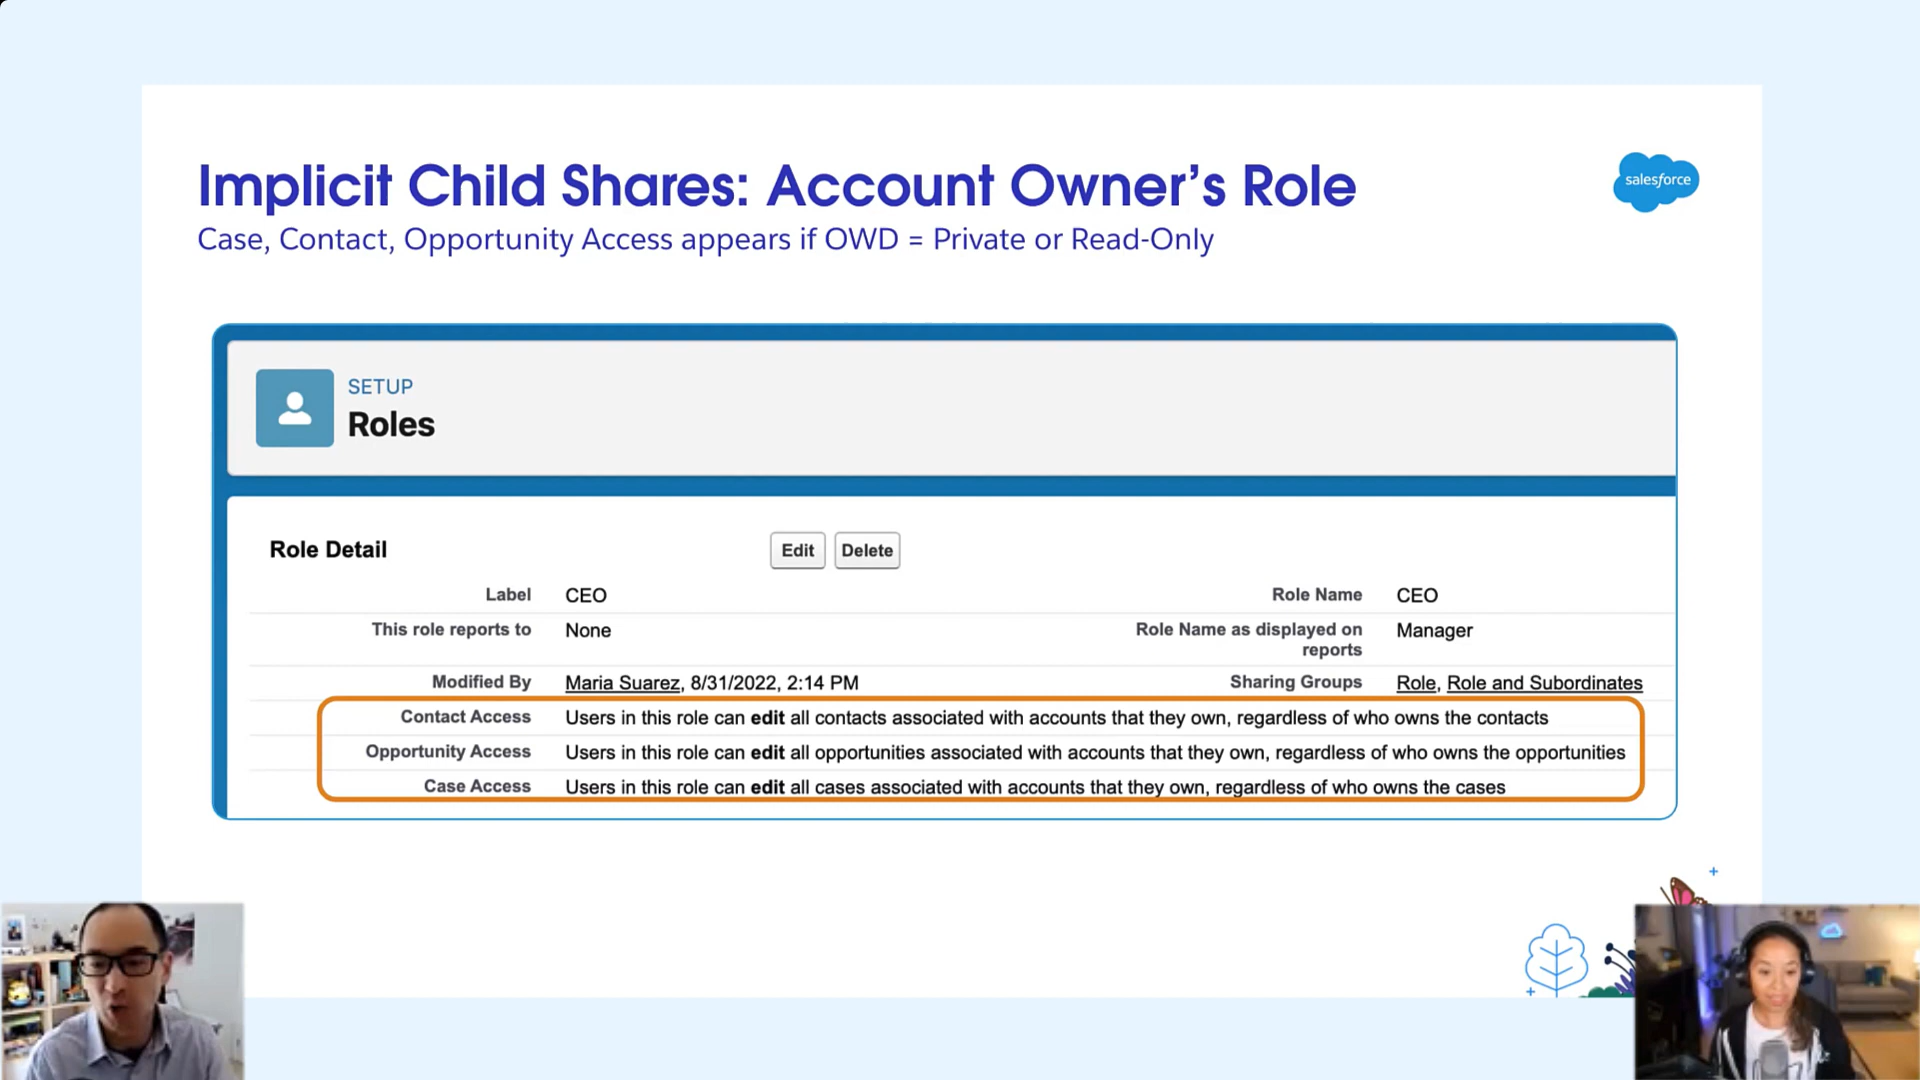 Implicit Child Shares: Account Owner’s Role
salesforce
Case, Contact, Opportunity Access appears if OWD = Private or Read-Only
SETUP
Roles
Role Detail
Edit
Delete
Label CEO
Role Name CEO
This role reports to None
Role Name as displayed on
reports
Manager
Modified By Maria Suarez, 8/31/2022, 2:14 PM
Sharing Groups Role, Role and Subordinates
Contact Access Users in this role can edit all contacts associated with accounts that they own, regardless of who owns the contacts
Opportunity Access Users in this role can edit all opportunities associated with accounts that they own, regardless of who owns the opportunities
Case Access Users in this role can edit all cases associated with accounts that they own, regardless of who owns the cases